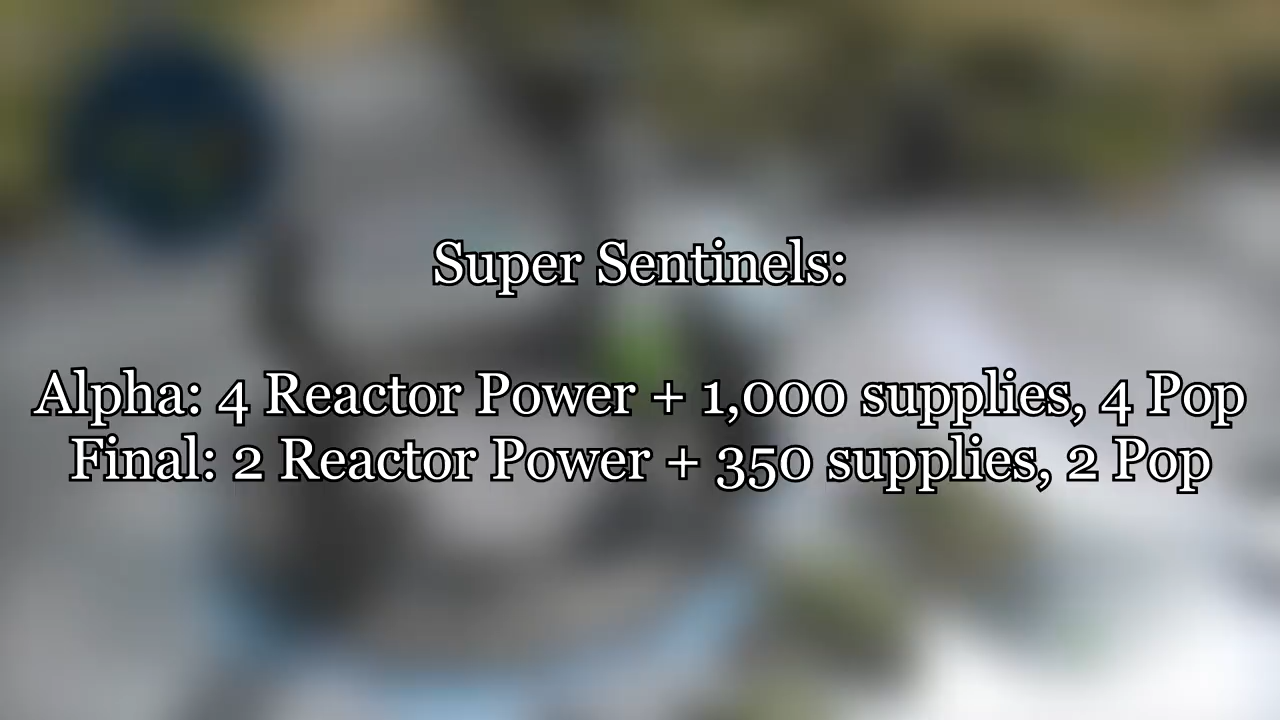 Super Sentinels:
Alpha: 4 Reactor Power + 1,000 supplies, 4 Pop
Final: 2 Reactor Power + 350 supplies, 2 Pop